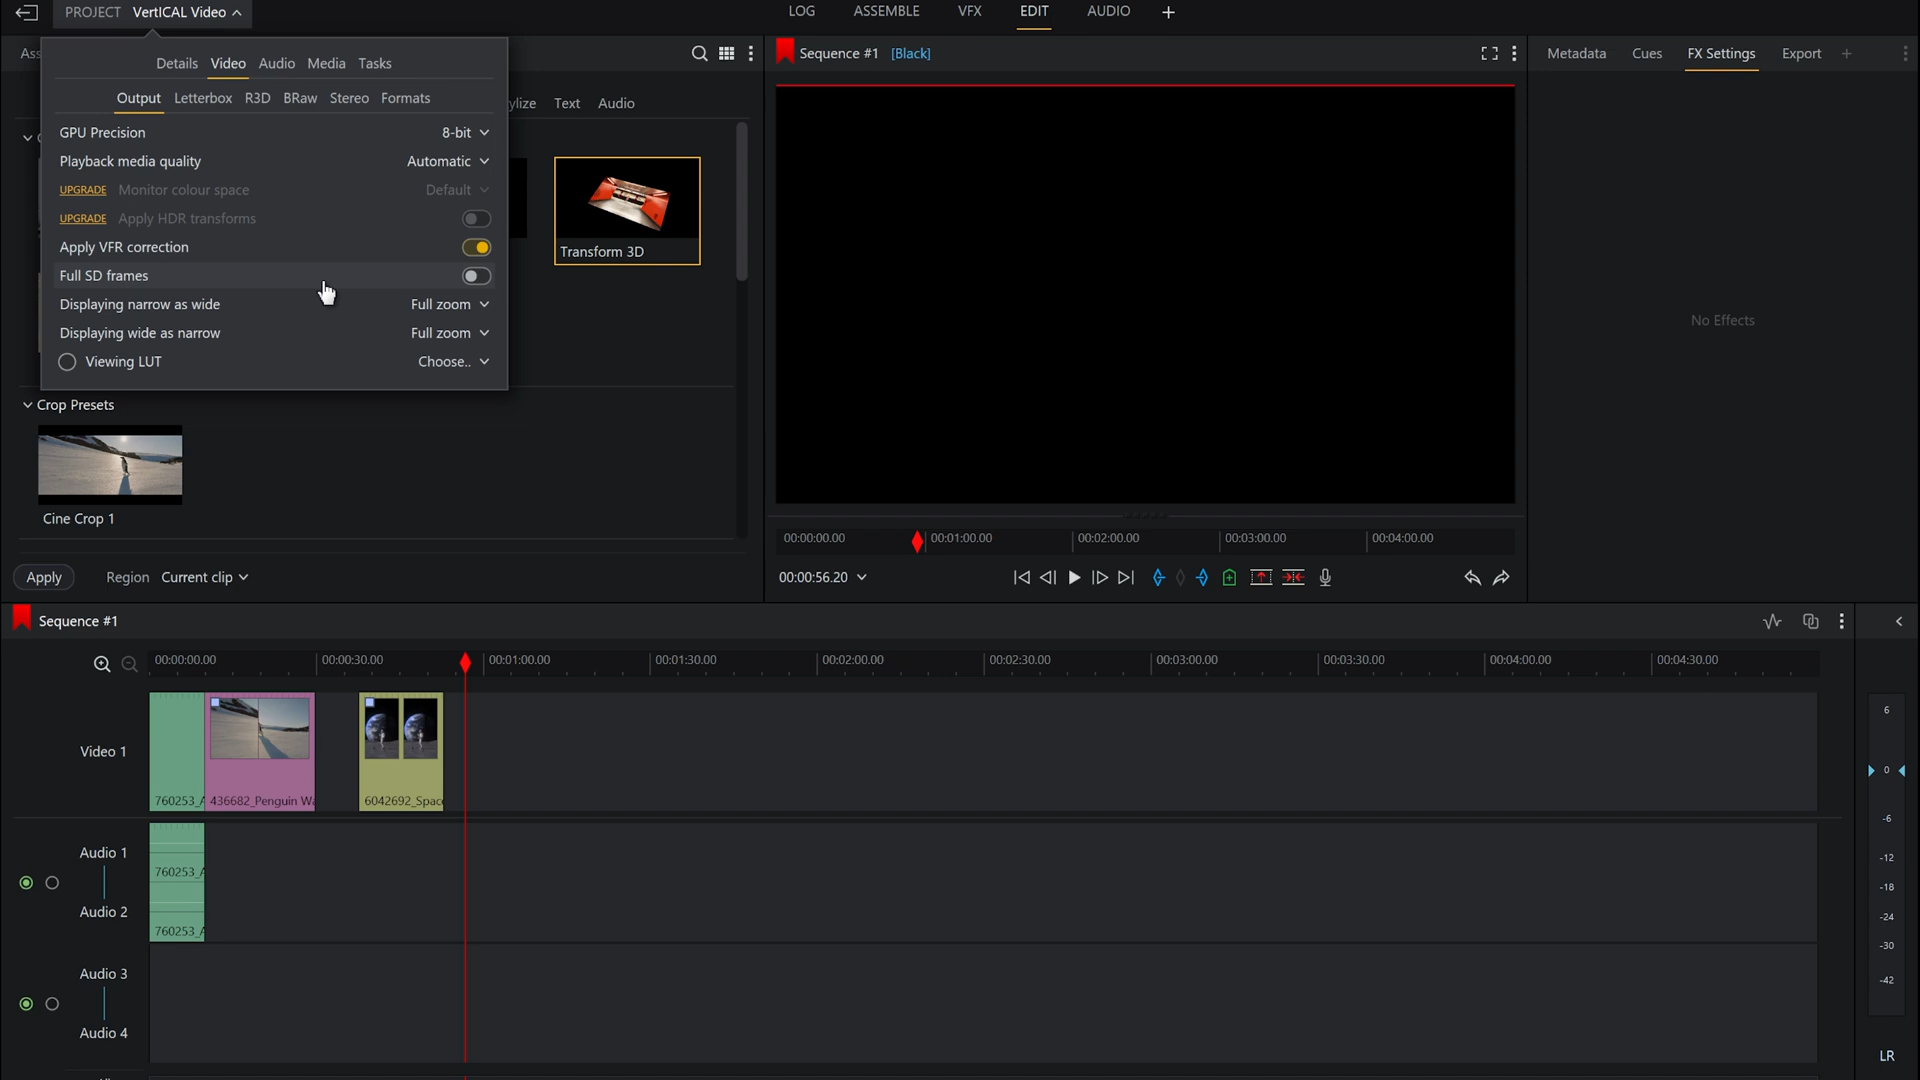 PROJECT VertICAL Video
LOG ASSEMBLE VFX EDIT AUDIO
Ass
Details Video Audio Media Tasks
Output Letterbox R3D BRaw Stereo Formats
GPU Precision 8-bit
Playback media quality Automatic
UPGRADE Monitor colour space Default
UPGRADE Apply HDR transforms
Apply VFR correction
Full SD frames
Displaying narrow as wide Full zoom
Displaying wide as narrow Full zoom
Viewing LUT Choose..
ylize Text Audio
Transform 3D
Crop Presets
Cine Crop 1
Apply Region Current clip
Sequence #1 [Black]
00:00:00.00 00:01:00.00 00:02:00.00 00:03:00.00 00:04:00.00
00:00:56.20
Metadata Cues FX Settings Export
No Effects
Sequence #1
00:00:00.00 00:00:30.00 00:01:00.00 00:01:30.00 00:02:00.00 00:02:30.00 00:03:00.00 00:03:30.00 00:04:00.00 00:04:30.00
Video 1
760253_A 436682_Penguin Wa 6042692_Space
Audio 1
760253_A
Audio 2
760253_A
Audio 3
Audio 4
6
0
-6
-12
-18
-24
-30
-42
LR